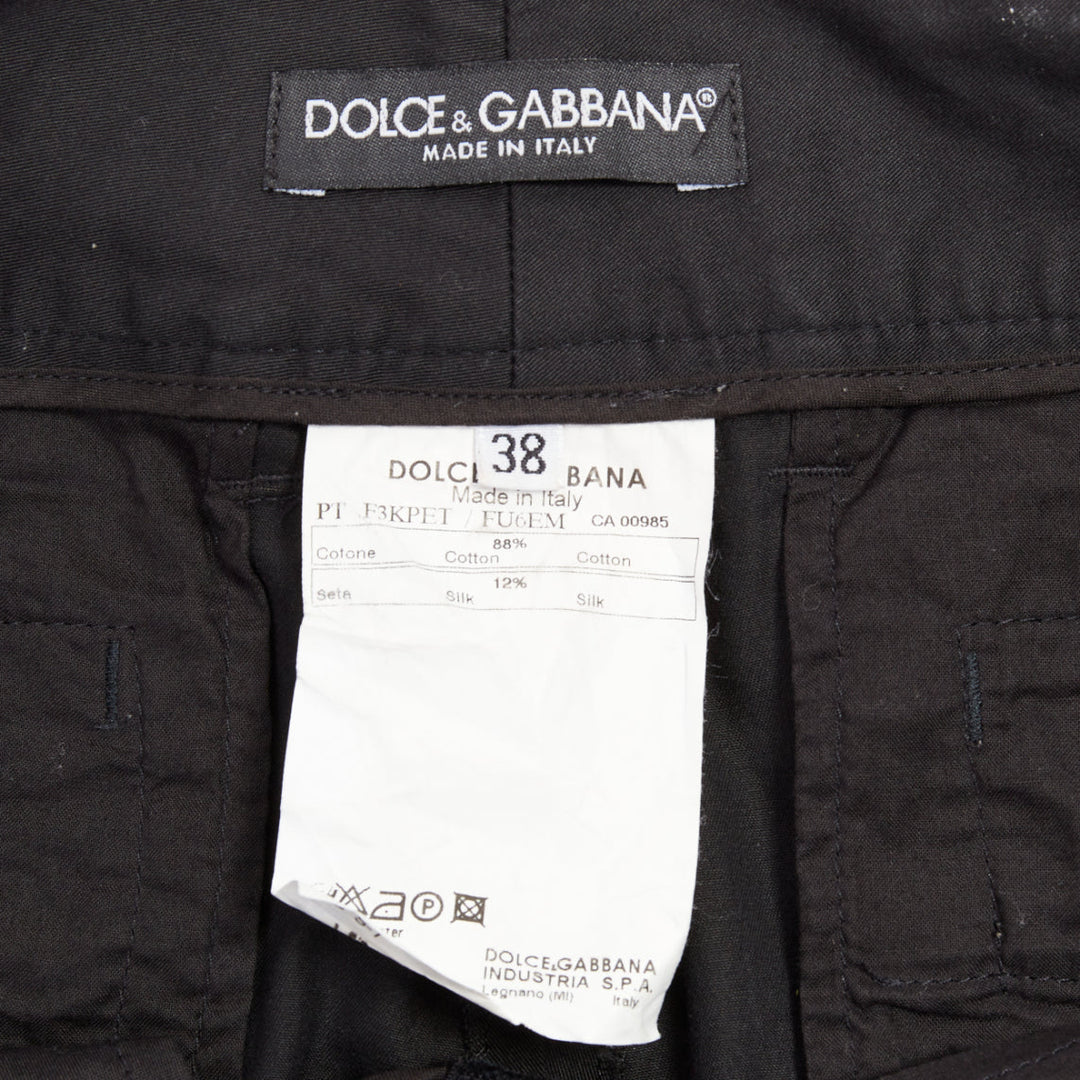 DOLCE & GABBANA®
MADE IN ITALY
38
DOLC BANA
Made in Italy
PT F3KPET / FU6EM CA 00985
88%
Cotone Cotton Cotton
12%
Seta Silk Silk
P
DOLCE&GABBANA
INDUSTRIA S.P.A.
Legnano (MI) Italy